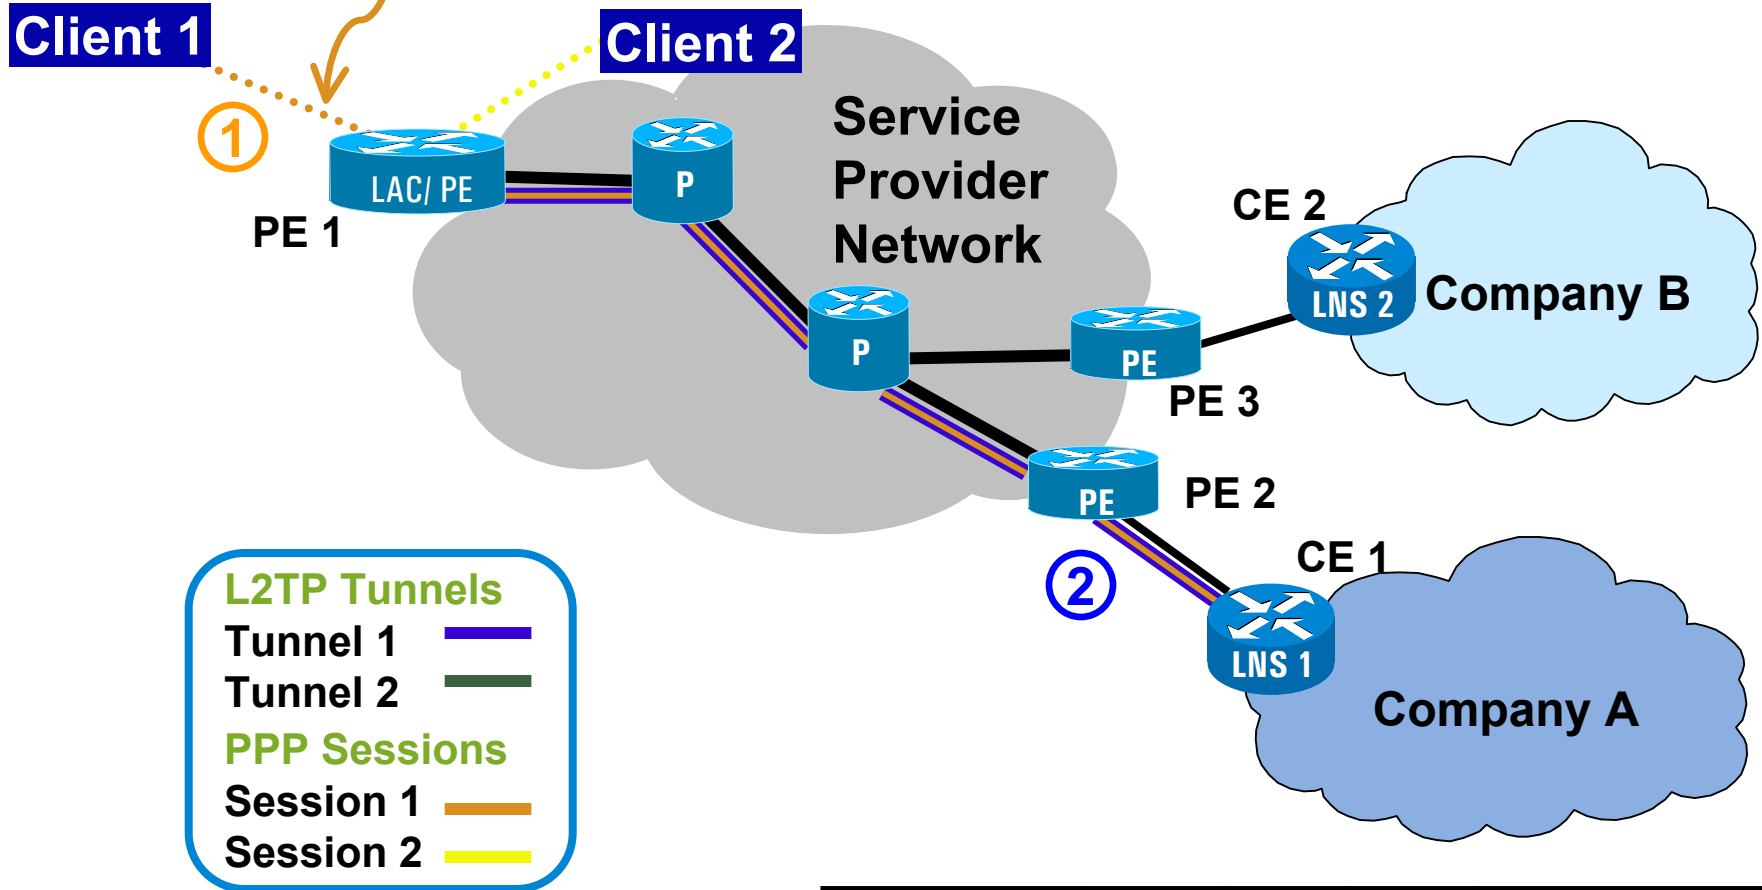 Client 1
Client 2
1
LAC/ PE
PE 1
P
Service
Provider
Network
P
CE 2
LNS 2
Company B
PE
PE 3
PE
PE 2
2
CE 1
LNS 1
Company A
L2TP Tunnels
Tunnel 1
Tunnel 2
PPP Sessions
Session 1
Session 2